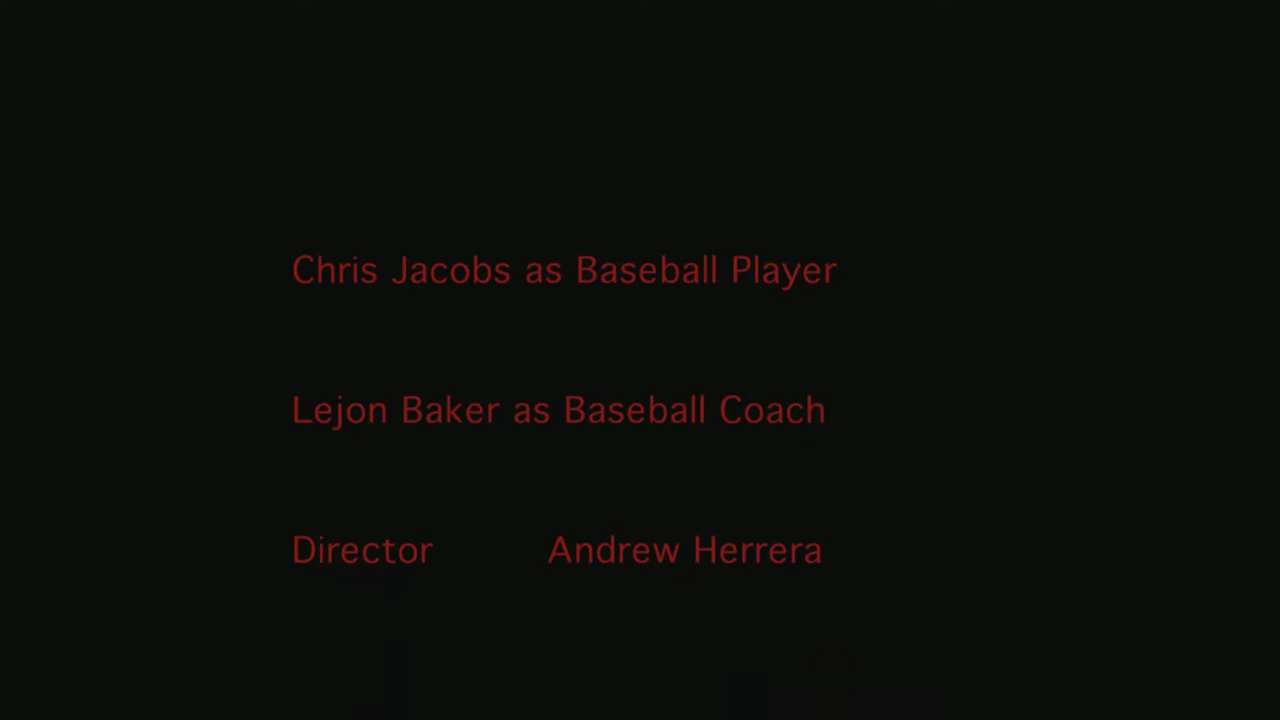 Chris Jacobs as Baseball Player
Lejon Baker as Baseball Coach
Director Andrew Herrera